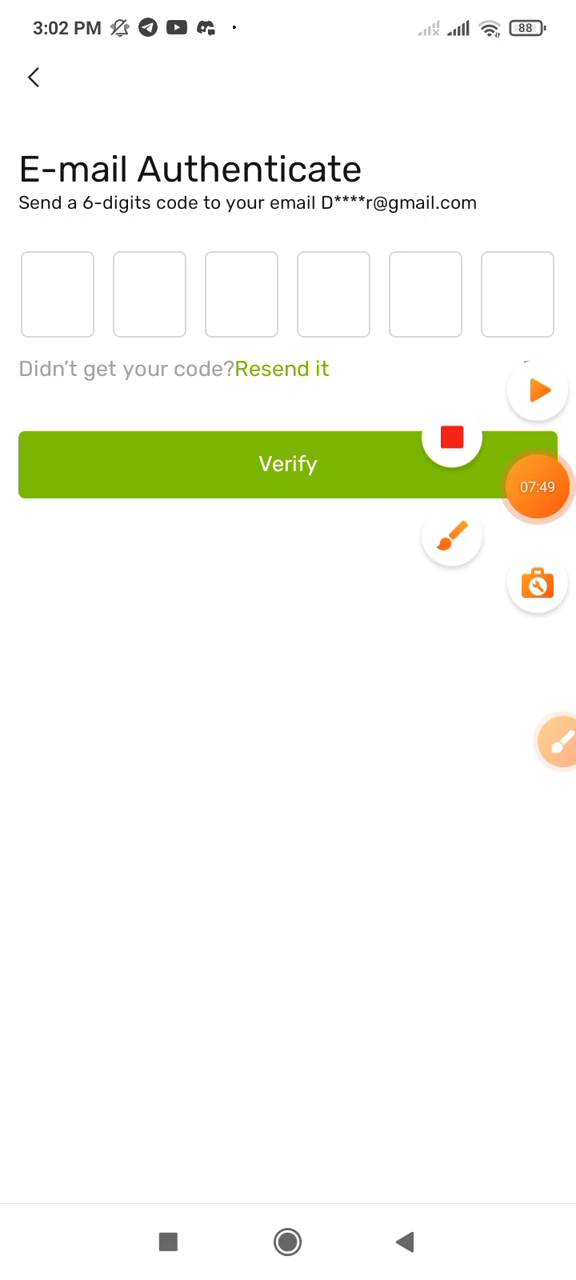 3:02 PM
88
E-mail Authenticate
Send a 6-digits code to your email D****r@gmail.com
Didn't get your code?Resend it
Verify
07:49